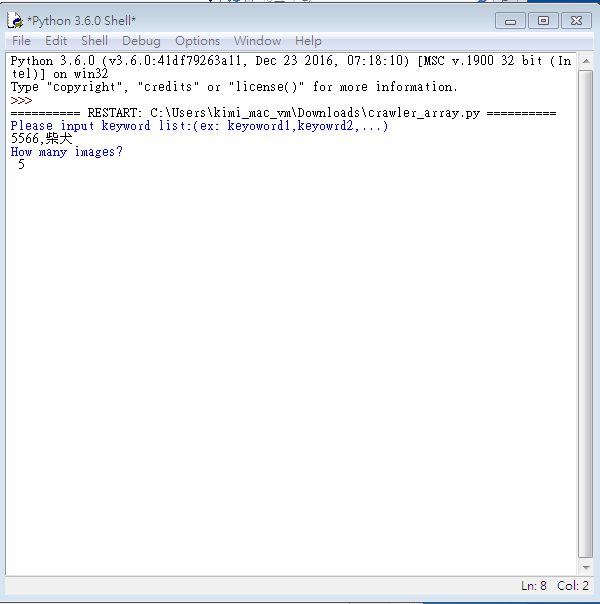 *Python 3.6.0 Shell*
File Edit Shell Debug Options Window Help
Python 3.6.0 (v3.6.0:41df79263a11, Dec 23 2016, 07:18:10) [MSC v.1900 32 bit (In
tel)] on win32
Type "copyright", "credits" or "license()" for more information.
>>>
========== RESTART: C:\Users\kimi_mac_vm\Downloads\crawler_array.py ==========
Please input keyword list:(ex: keyoword1,keyowrd2,...)
5566,柴犬
How many images?
 5
Ln: 8 Col: 2